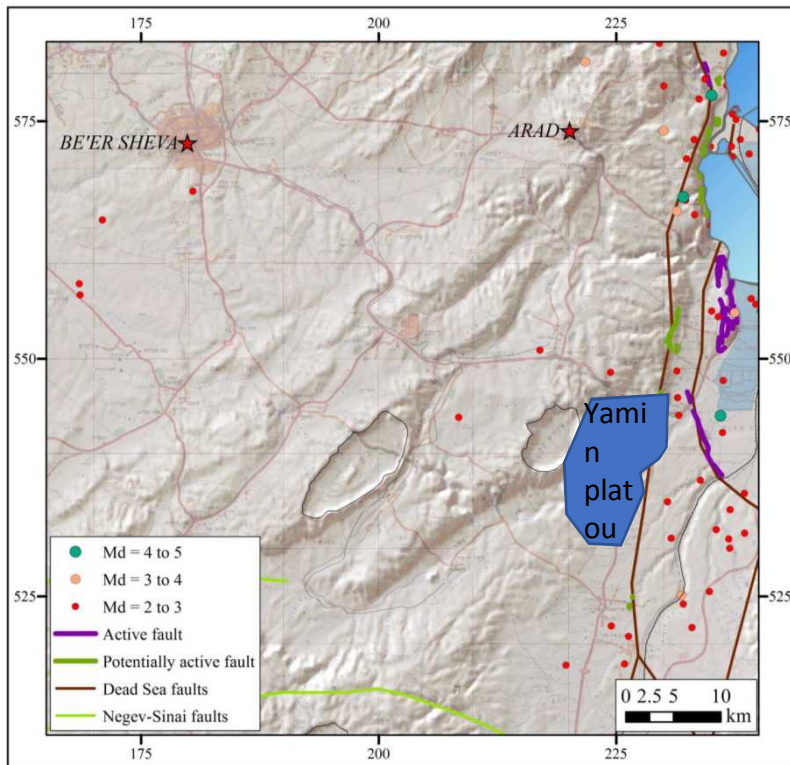 175 200 225
575 575
BE'ER SHEVA
ARAD
550 550
Yami
n
plat
ou
525 525
Md = 4 to 5
Md = 3 to 4
Md = 2 to 3
Active fault
Potentially active fault
Dead Sea faults
Negev-Sinai faults
0 2.5 5 10
km
175 200 225